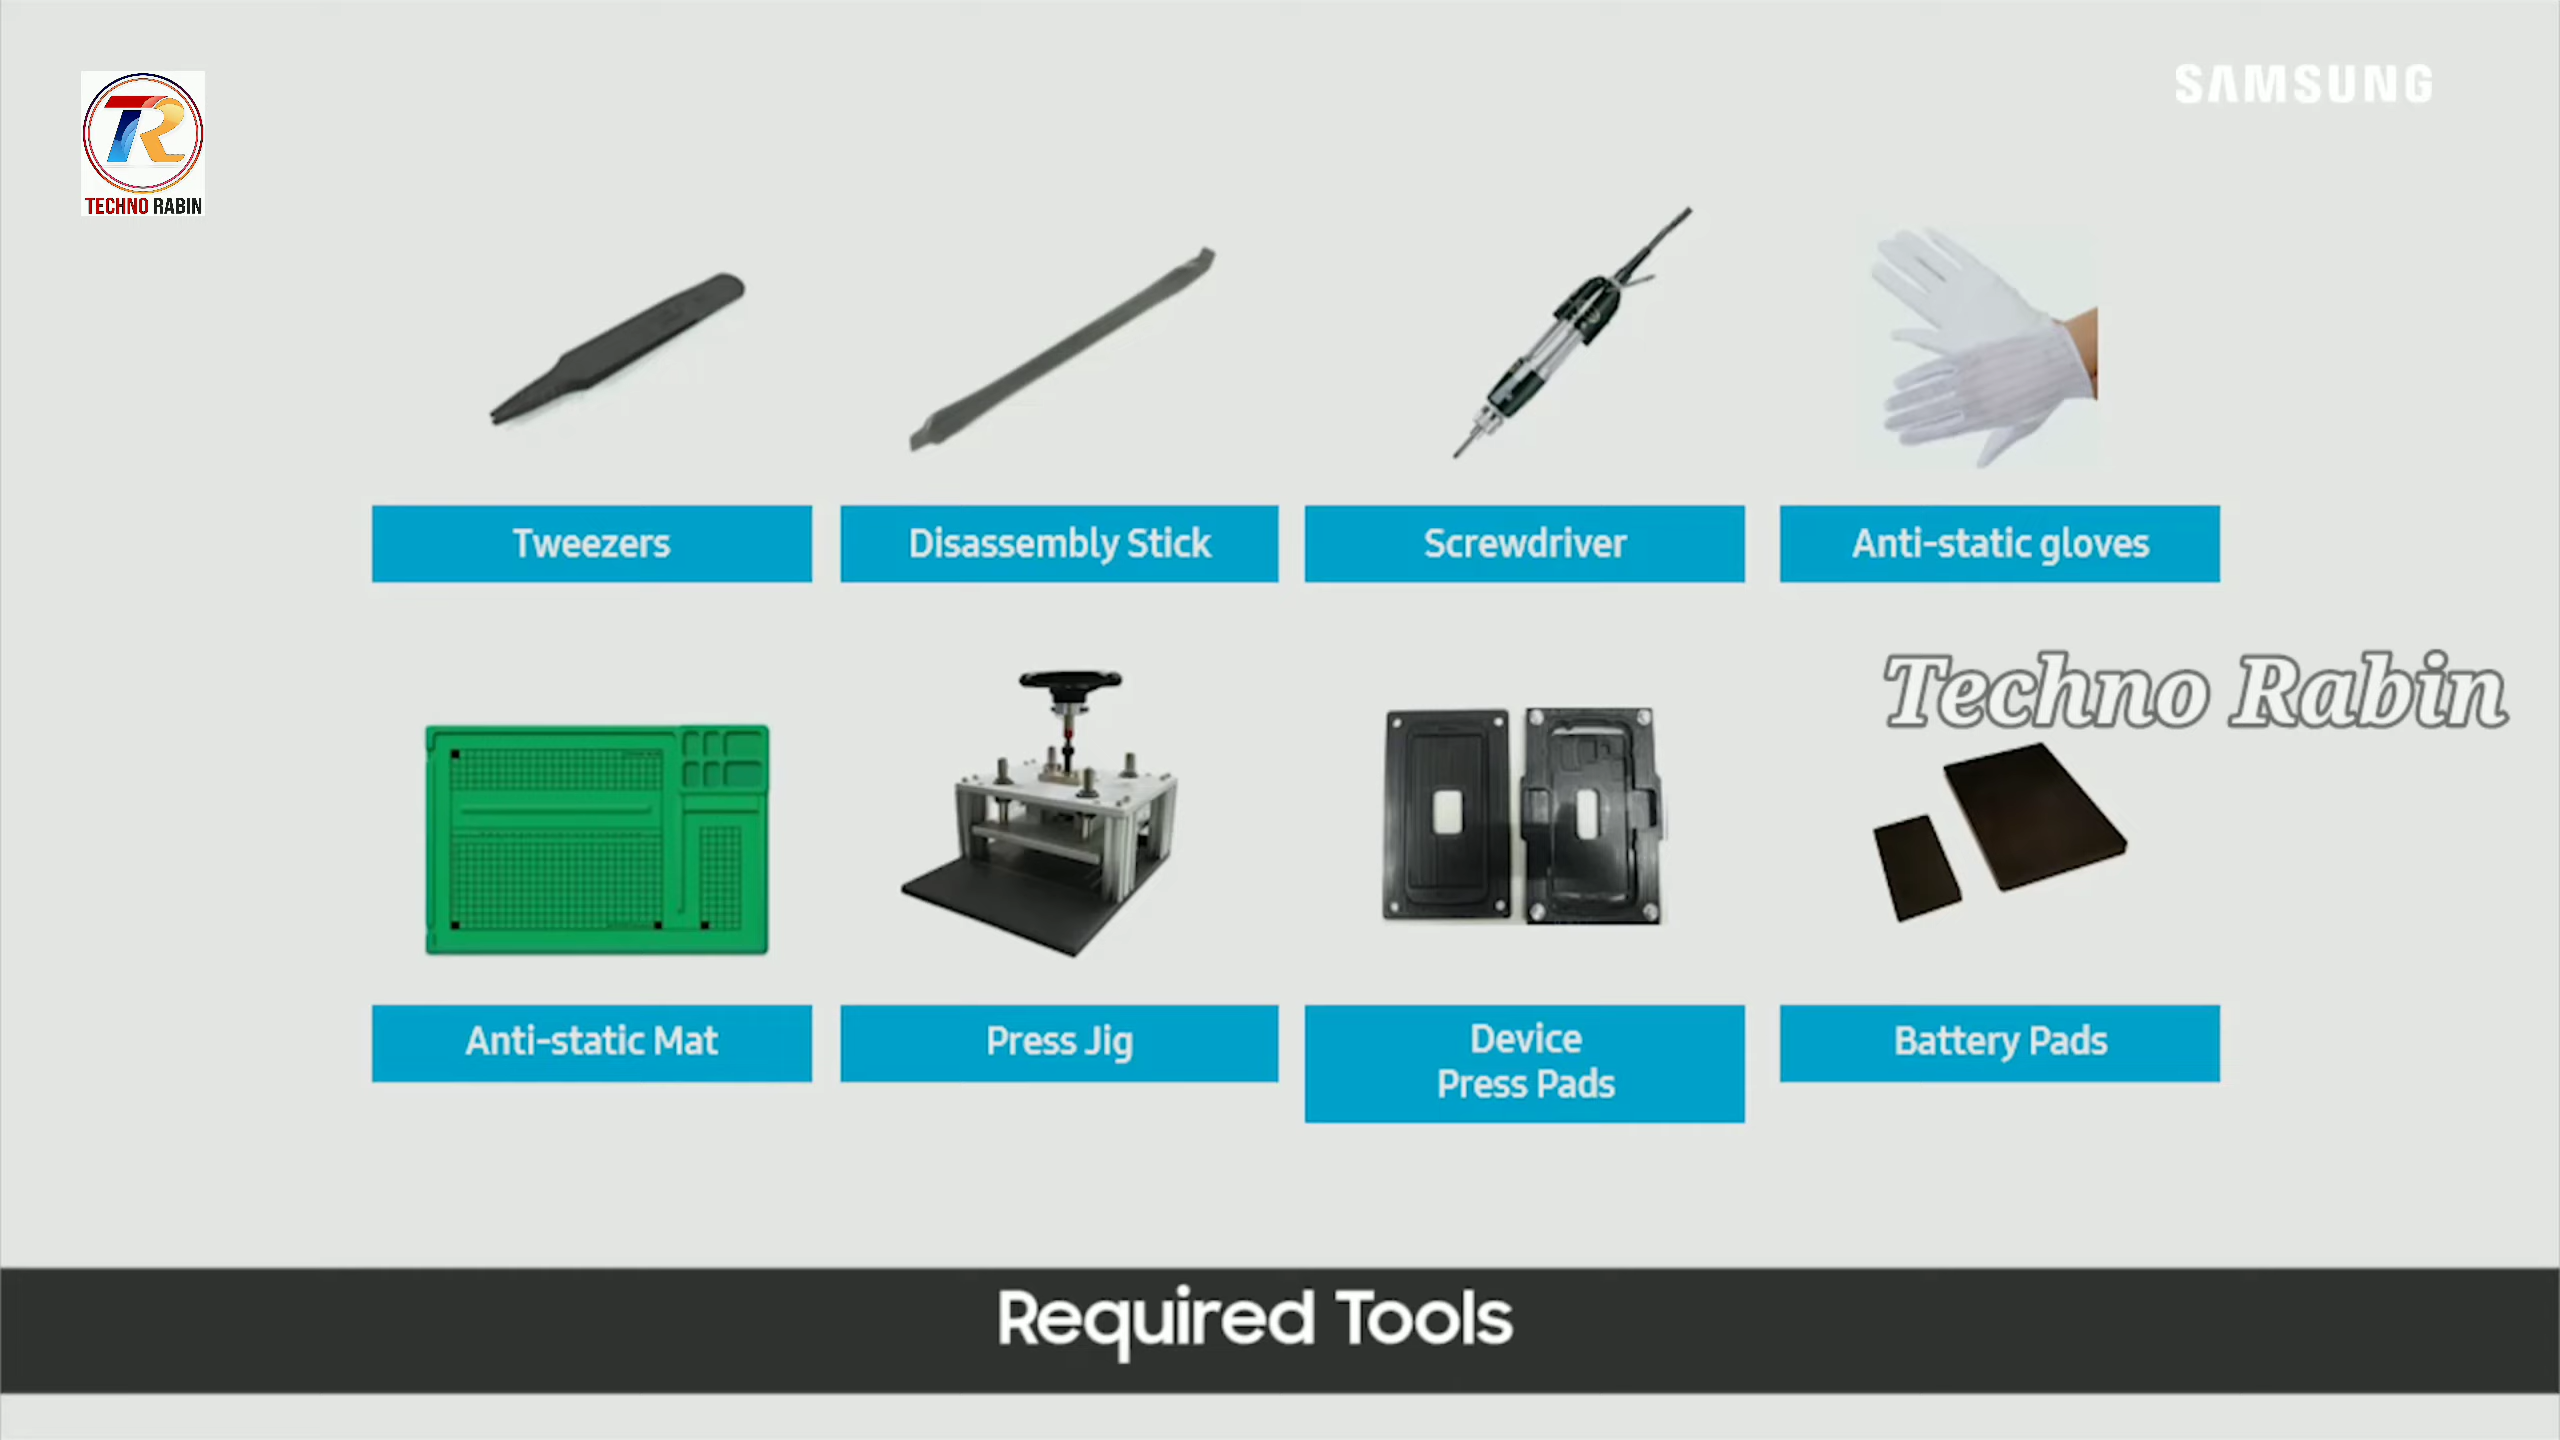 TECHNO RABIN
SAMSUNG
Tweezers
Disassembly Stick
Screwdriver
Anti-static gloves
Techno Rabin
Anti-static Mat
Press Jig
Device
Press Pads
Battery Pads
Required Tools